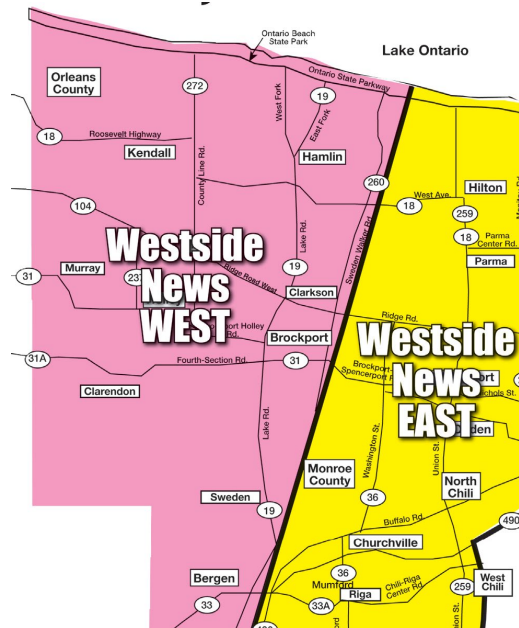 Ontario Beach
State Park
Lake Ontario
Orleans
County
Ontario State Parkway
272
19
West Fork
East Fork
18
Roosevelt Highway
Kendall
County Line Rd.
Hamlin
260
West Ave.
18
Hilton
259
104
18
Parma
Center Rd.
Parma
Sweden Walker Rd.
Lake Rd.
Westside
News
WEST
31
Murray
Ridge Road West
19
Clarkson
Ridge Rd.
Holley
Rd.
Brockport
Westside
News
EAST
31A
Fourth-Section Rd.
31
Brockport-
Clarendon
Lake Rd.
Washington St.
Union St.
Monroe
County
North
Chili
Sweden
19
36
Buffalo Rd.
490
Churchville
Bergen
36
Mumford
Chili-Riga
Center Rd.
259
West
Chili
33
33A
Riga